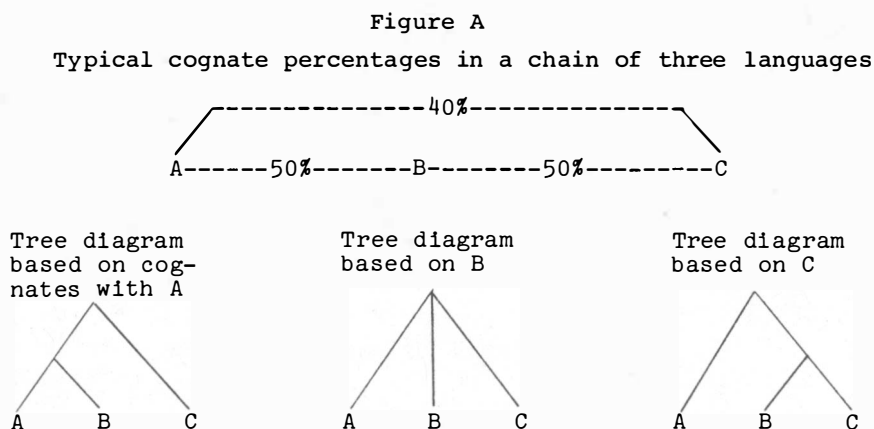 Figure A
Typical cognate percentages in a chain of three languages
---------------40%------------------
A------50%-------B--------50%-------C
Tree diagram based on cog-
nates with A
Tree diagram
based on B
Tree diagram
based on C
A B C
A B C
A B C